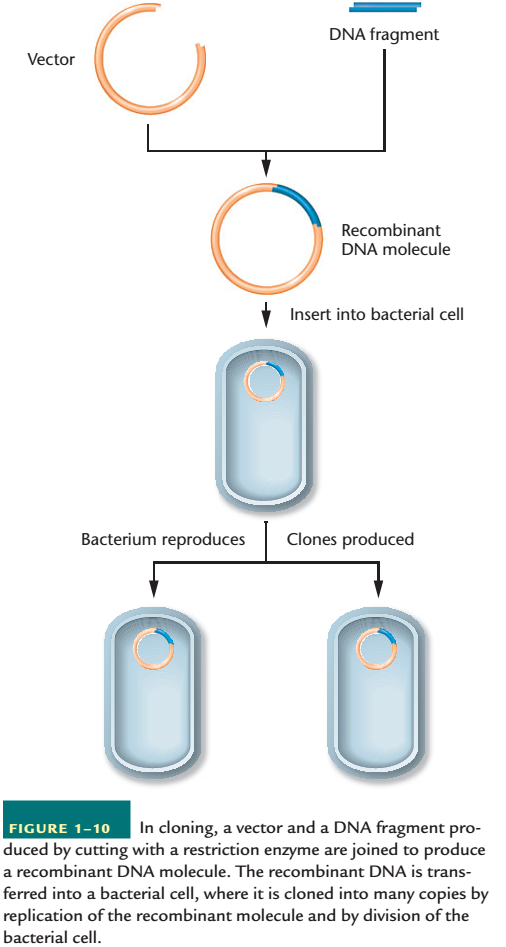 DNA fragment
Vector
Recombinant
DNA molecule
Insert into bacterial cell
Bacterium reproduces
Clones produced
FIGURE 1–10 In cloning, a vector and a DNA fragment pro-
duced by cutting with a restriction enzyme are joined to produce
a recombinant DNA molecule. The recombinant DNA is trans-
ferred into a bacterial cell, where it is cloned into many copies by
replication of the recombinant molecule and by division of the
bacterial cell.